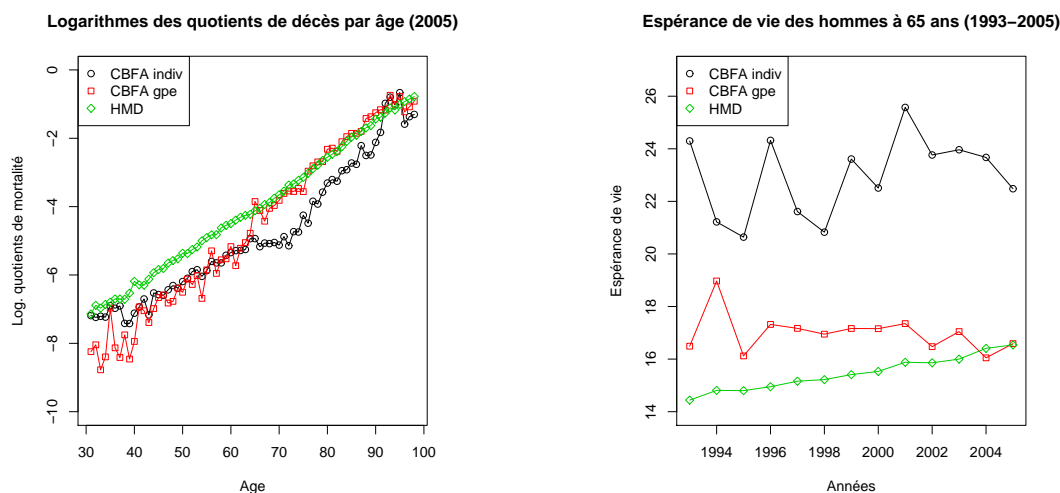 Logarithmes des quotients de décès par âge (2005)
CBFA indiv
CBFA gpe
HMD
Log. quotients de mortalité
0
-2
-4
-6
-8
-10
30 40 50 60 70 80 90 100
Age
Espérance de vie des hommes à 65 ans (1993−2005)
CBFA indiv
CBFA gpe
HMD
Espérance de vie
26
24
22
20
18
16
14
1994 1996 1998 2000 2002 2004
Années